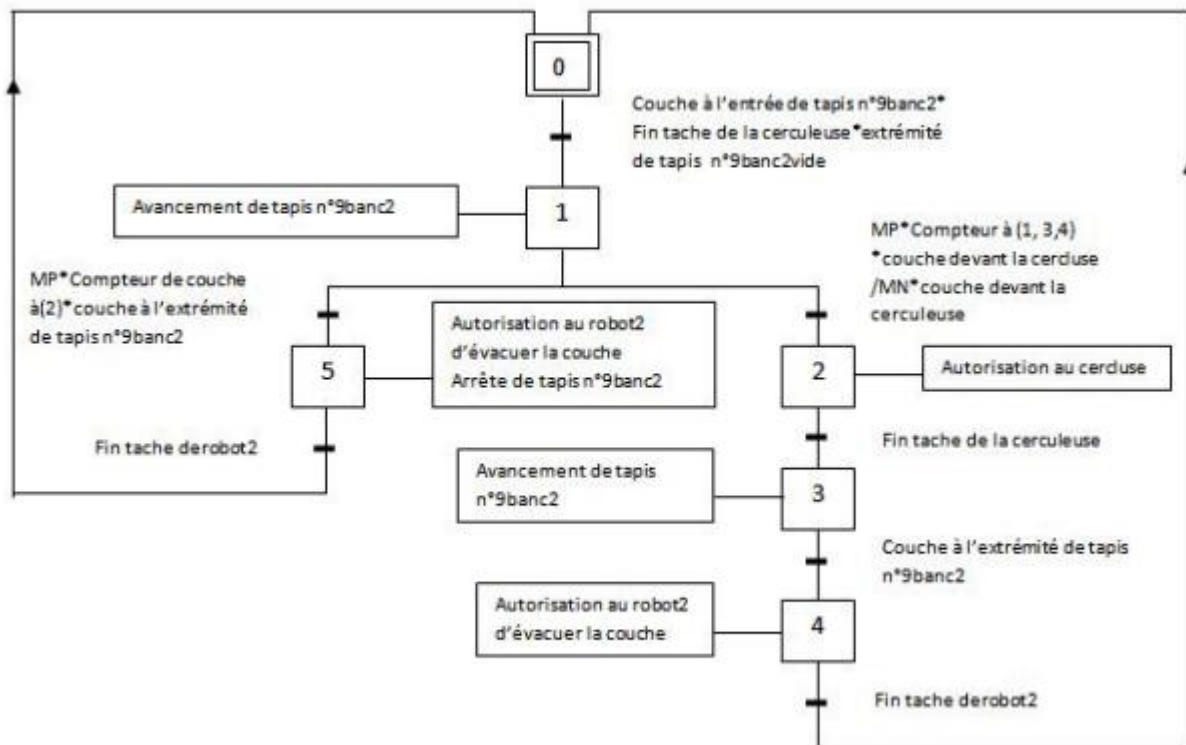 0
Couche à l'entrée de tapis n°9banc2*
Fin tache de la cerculeuse*extrémité
de tapis n°9banc2vide
Avancement de tapis n°9banc2
1
MP*Compteur de couche
à(2)*couche à l'extrémité
de tapis n°9banc2
MP*Compteur à (1, 3,4)
*couche devant la cercluse
/MN*couche devant la
cerculeuse
5
Autorisation au robot2
d'évacuer la couche
Arrête de tapis n°9banc2
2
Autorisation au cercluse
Fin tache derobot2
Fin tache de la cerculeuse
Avancement de tapis
n°9banc2
3
Couche à l'extrémité de tapis
n°9banc2
Autorisation au robot2
d'évacuer la couche
4
Fin tache derobot2